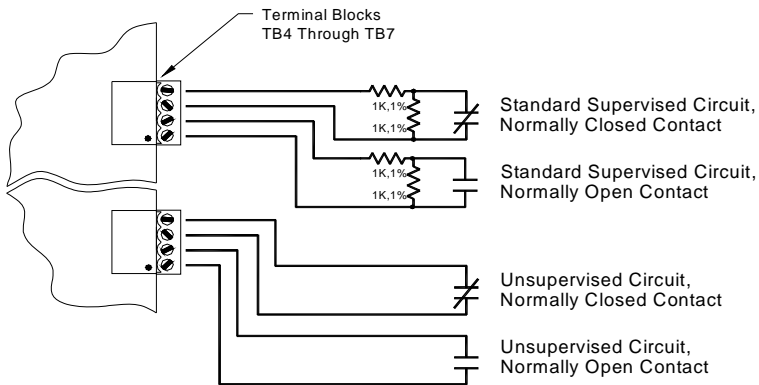 Terminal Blocks
TB4 Through TB7
1K,1%
1K,1%
Standard Supervised Circuit,
Normally Closed Contact
1K,1%
1K,1%
Standard Supervised Circuit,
Normally Open Contact
Unsupervised Circuit,
Normally Closed Contact
Unsupervised Circuit,
Normally Open Contact